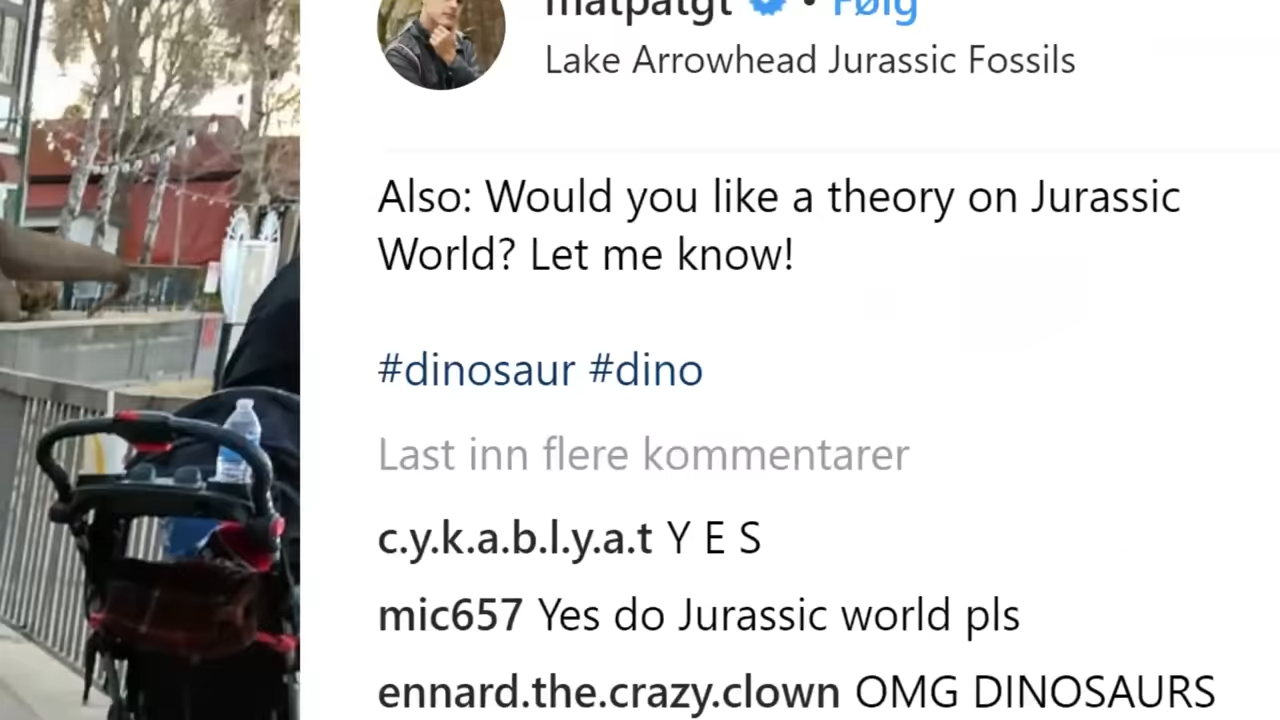 matpatgt • Følg
Lake Arrowhead Jurassic Fossils
Also: Would you like a theory on Jurassic
World? Let me know!
#dinosaur #dino
Last inn flere kommentarer
c.y.k.a.b.l.y.a.t Y E S
mic657 Yes do Jurassic world pls
ennard.the.crazy.clown OMG DINOSAURS